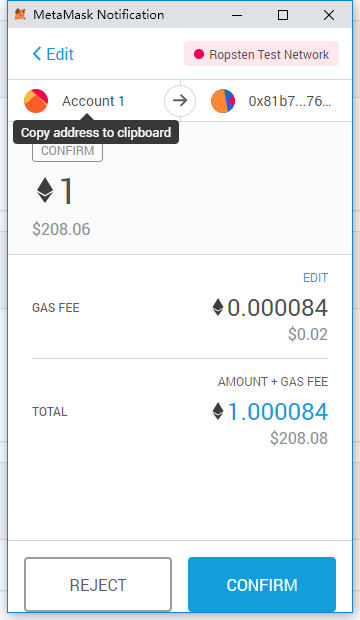 MetaMask Notification
Edit
Ropsten Test Network
Account 1
0x81b7...76...
Copy address to clipboard
CONFIRM
1
$208.06
EDIT
GAS FEE
0.000084
$0.02
AMOUNT + GAS FEE
TOTAL
1.000084
$208.08
REJECT
CONFIRM